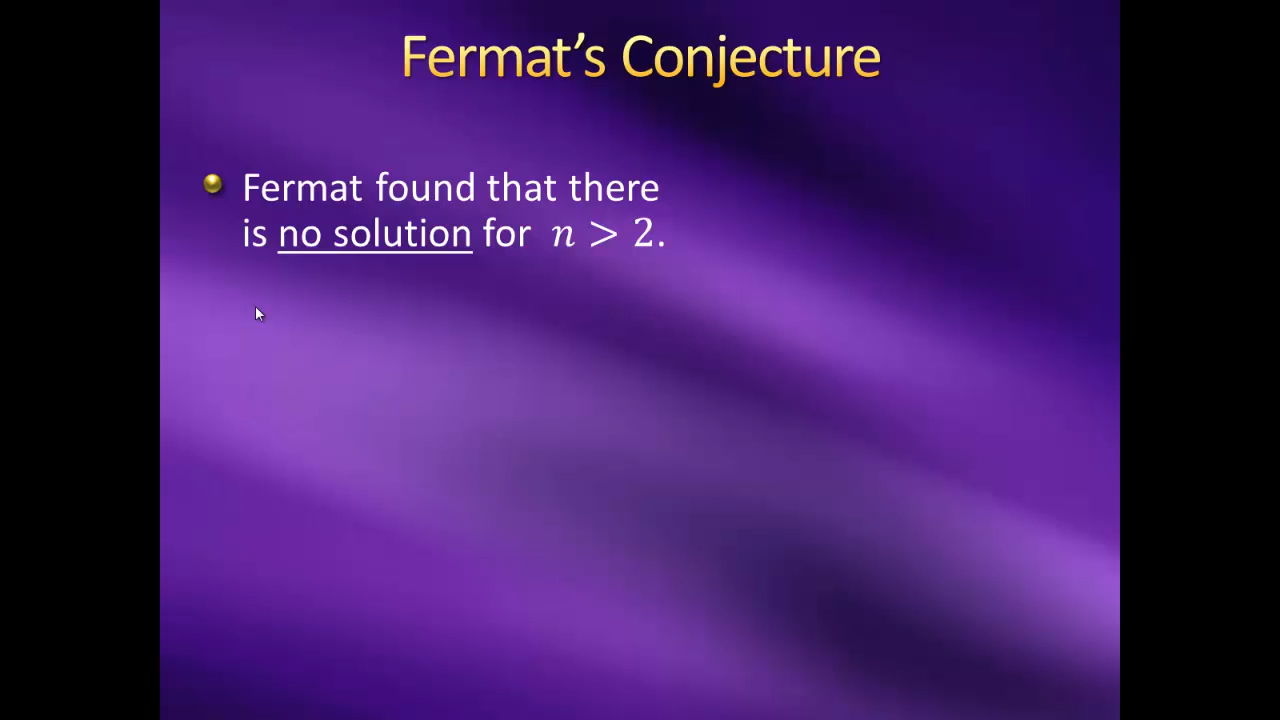 Fermat’s Conjecture
Fermat found that there
is no solution for n > 2.